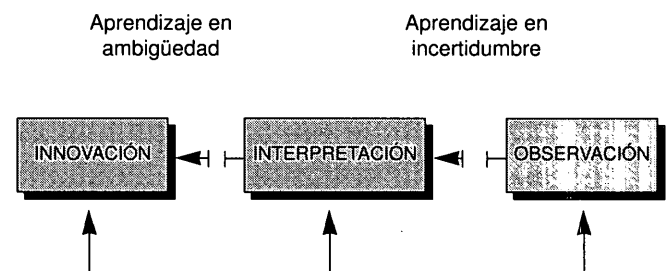 Aprendizaje en
ambigüedad
Aprendizaje en
incertidumbre
INNOVACIÓN
INTERPRETACIÓN
OBSERVACIÓN